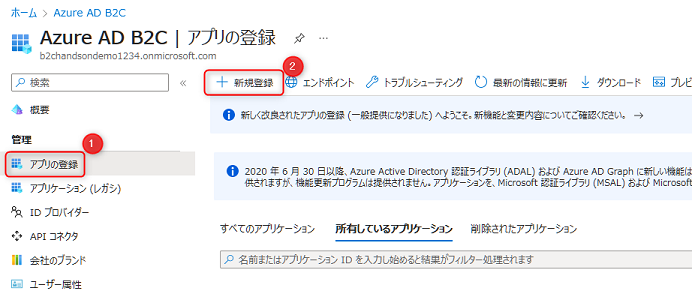 ホーム > Azure AD B2C
Azure AD B2C | アプリの登録
b2chandsondemo1234.onmicrosoft.com
2
検索
新規登録
エンドポイント
トラブルシューティング
最新の情報に更新
ダウンロード
プレビ
概要
新しく改良されたアプリの登録 (一般提供になりました) へようこそ。新機能と変更内容についてご確認ください。 →
管理
1
アプリの登録
2020 年 6 月 30 日以降、Azure Active Directory 認証ライブラリ (ADAL) および Azure AD Graph に新しい機能は
供されますが、機能更新プログラムは提供されません。アプリケーションを、Microsoft 認証ライブラリ (MSAL) および Microsof
アプリケーション (レガシ)
ID プロバイダー
すべてのアプリケーション
所有しているアプリケーション
削除されたアプリケーション
API コネクタ
会社のブランド
名前またはアプリケーション ID を入力し始めると結果がフィルター処理されます
ユーザー属性